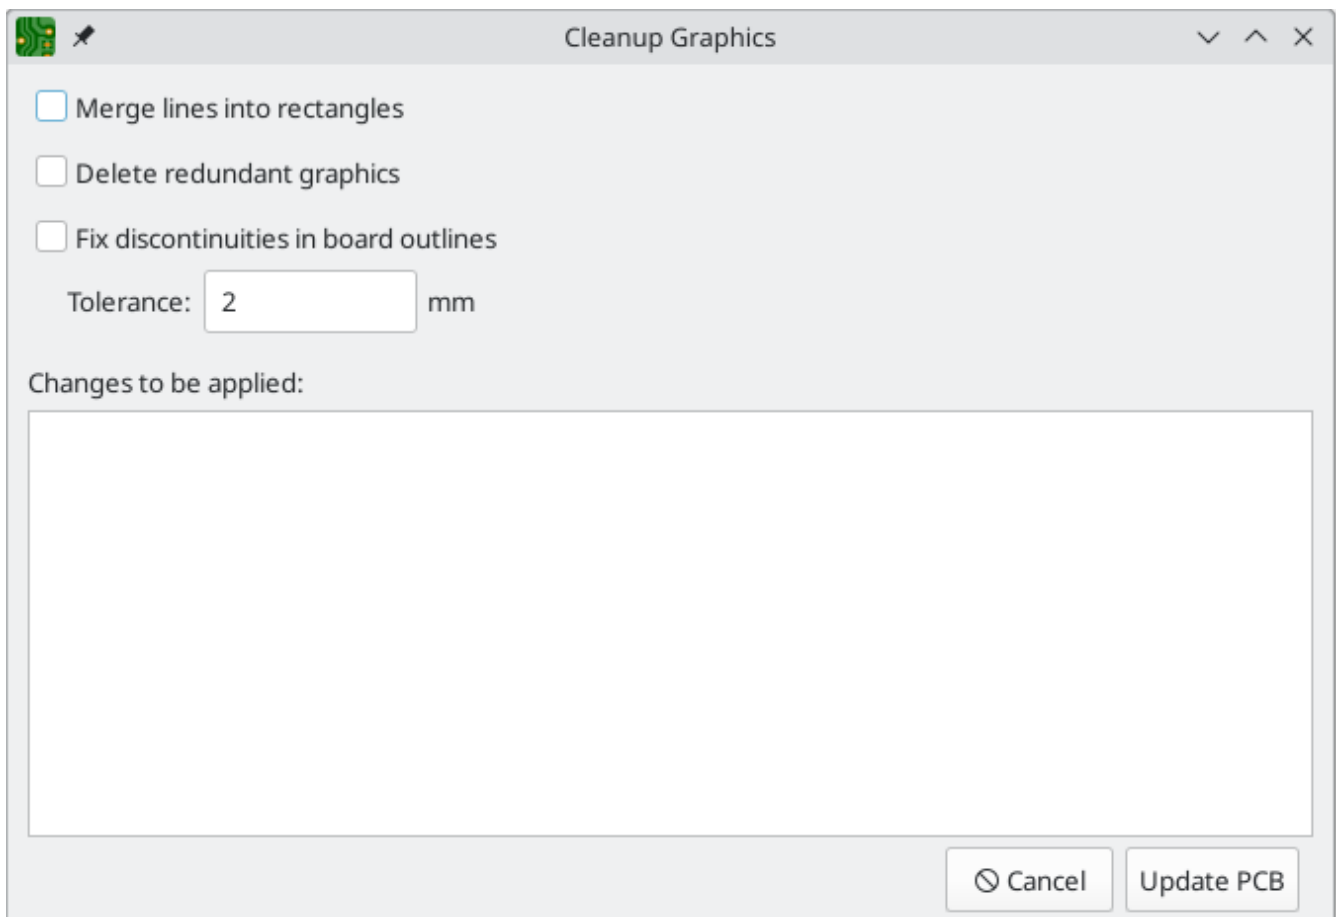 Cleanup Graphics
Merge lines into rectangles
Delete redundant graphics
Fix discontinuities in board outlines
Tolerance: 2 mm
Changes to be applied:
Cancel Update PCB